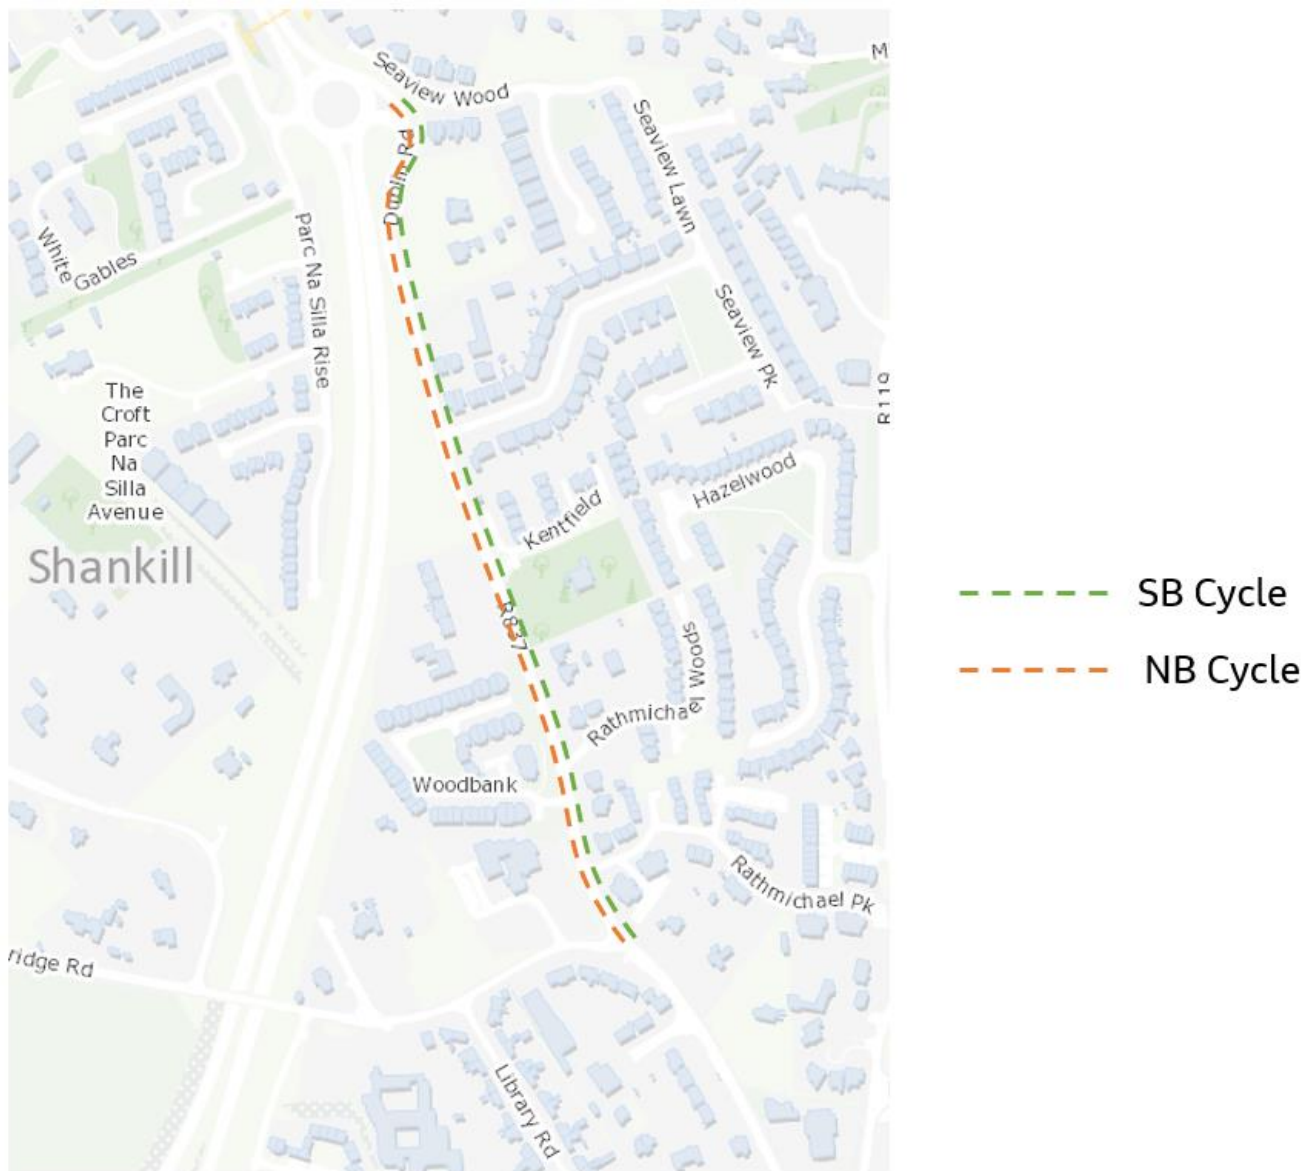 M
Seaview Wood
Seaview Lawn
Dublin Rd
White
Gables
Parc Na Silla Rise
Seaview Pk
R119
The
Croft
Parc
Na
Silla
Avenue
Hazelwood
Kentfield
Shankill
R837
SB Cycle
NB Cycle
Rathmichael Woods
Woodbank
Rathmichael Pk
ridge Rd
Library Rd